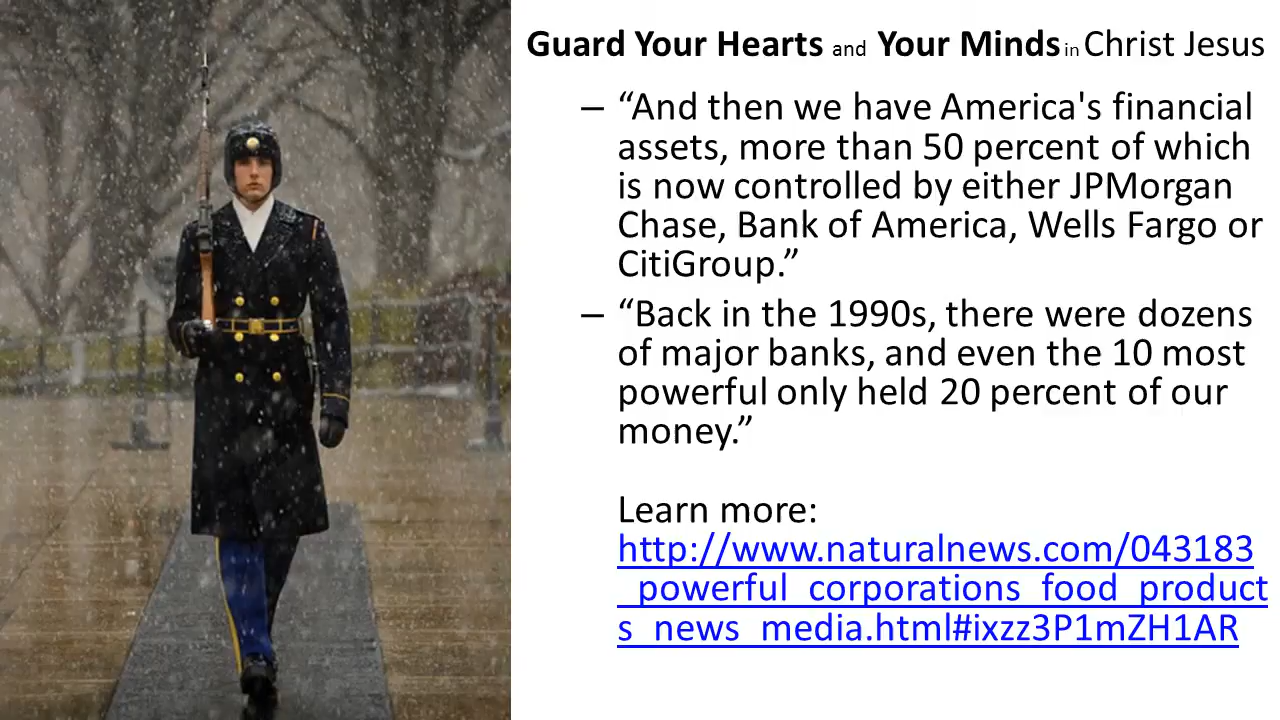 Guard Your Hearts and Your Minds in Christ Jesus
– “And then we have America's financial
assets, more than 50 percent of which
is now controlled by either JPMorgan
Chase, Bank of America, Wells Fargo or
CitiGroup.”
– “Back in the 1990s, there were dozens
of major banks, and even the 10 most
powerful only held 20 percent of our
money.”
Learn more:
http://www.naturalnews.com/043183
_powerful_corporations_food_product
s_news_media.html#ixzz3P1mZH1AR